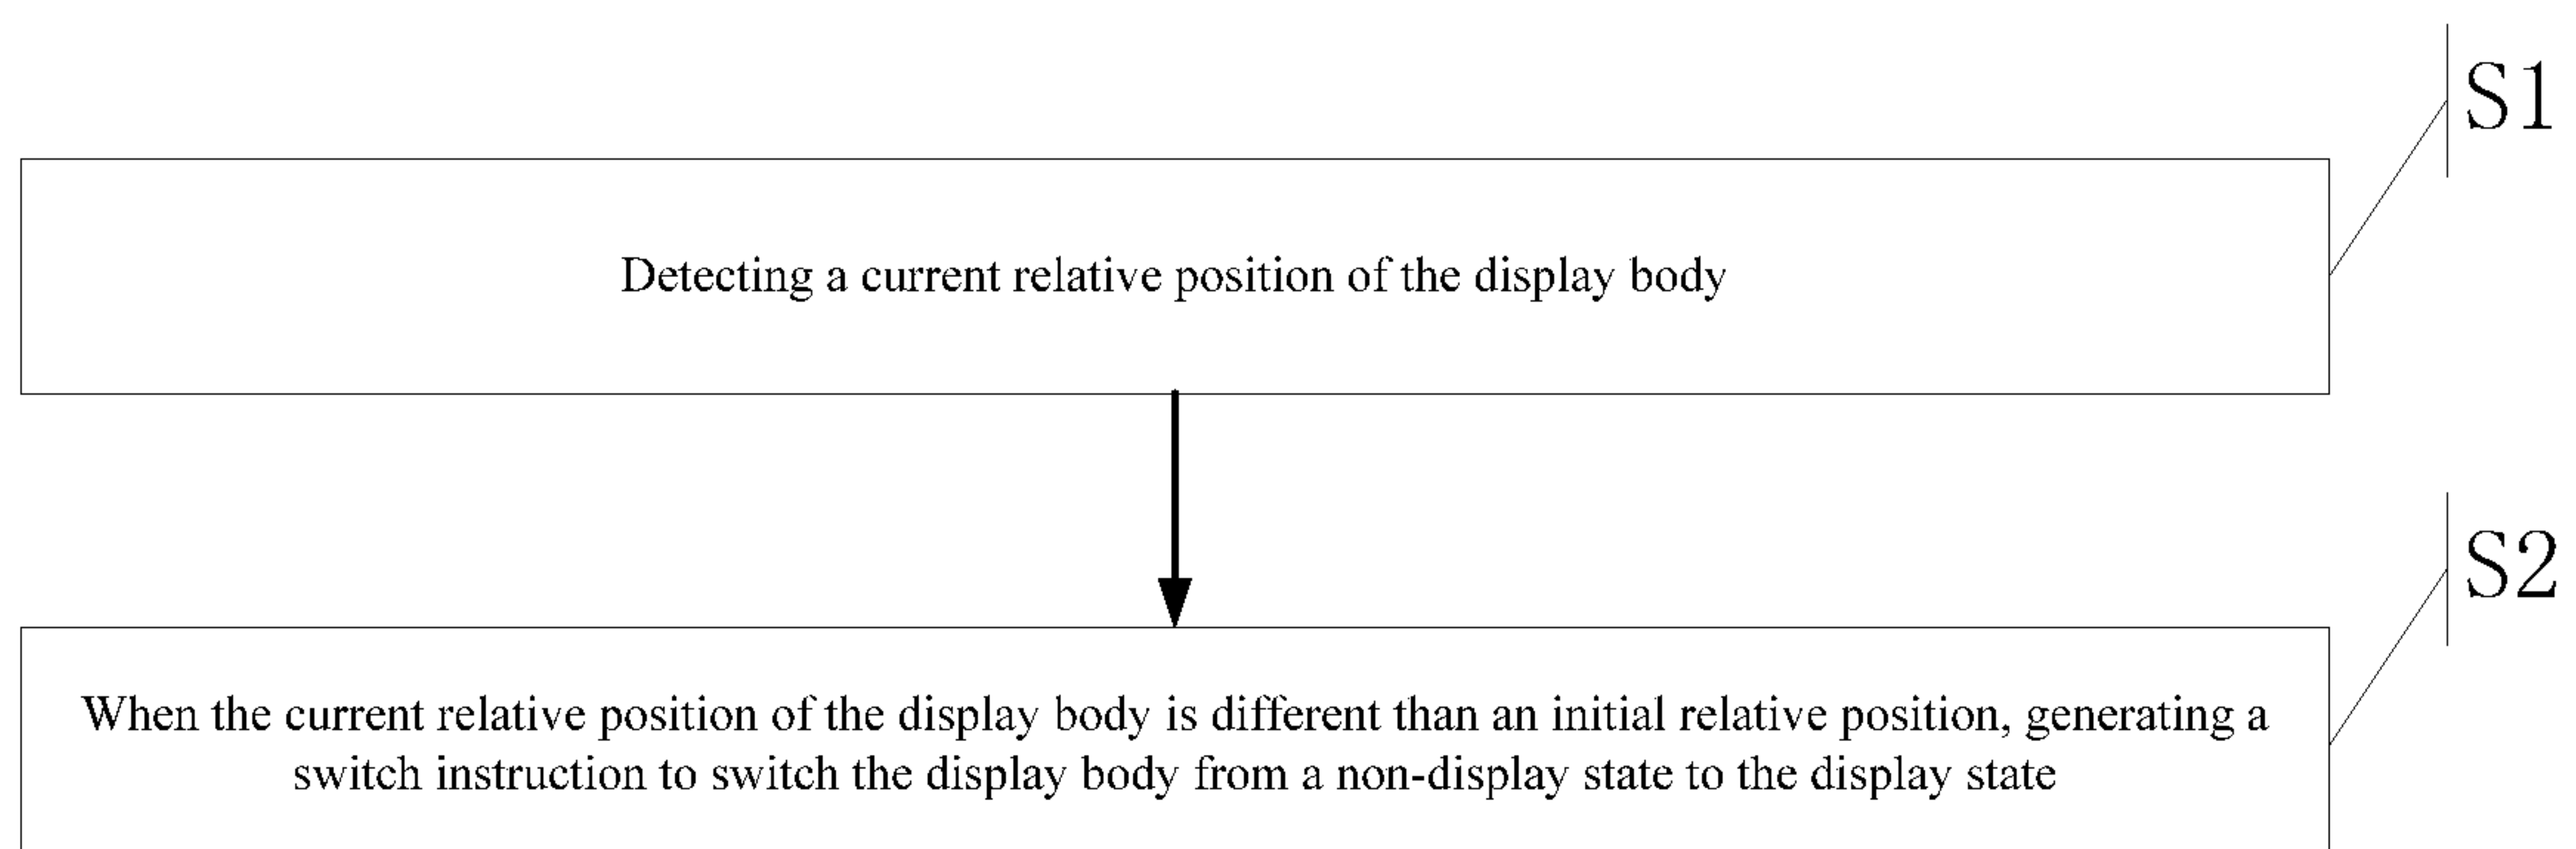 S1
Detecting a current relative position of the display body
S2
When the current relative position of the display body is different than an initial relative position, generating a
switch instruction to switch the display body from a non-display state to the display state